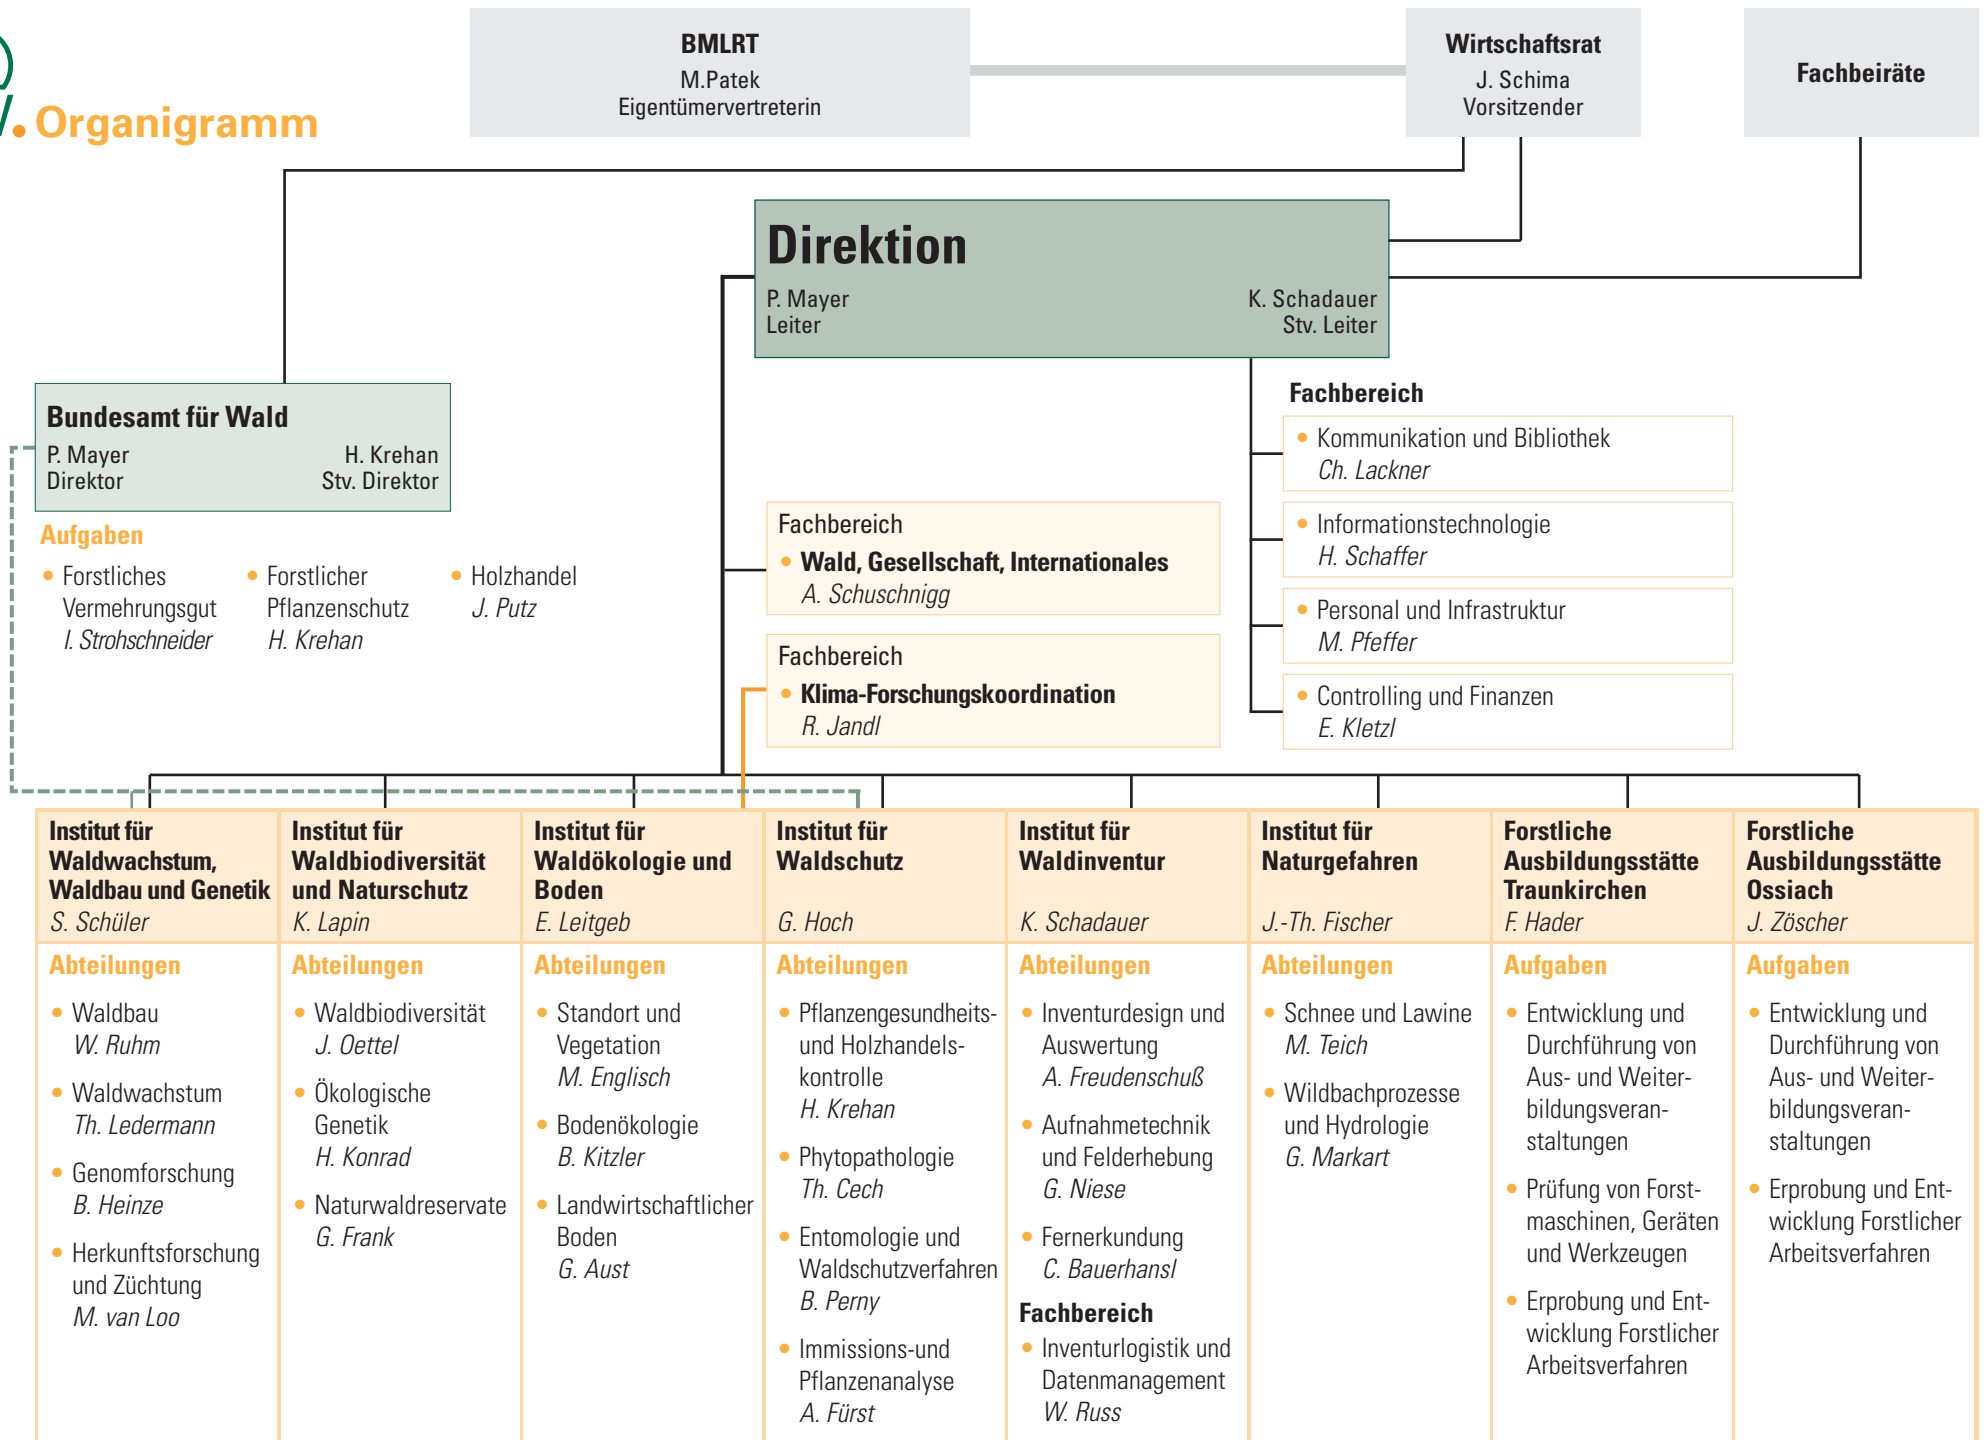 Organigramm
BMLRT
M.Patek
Eigentümervertreterin
Wirtschaftsrat
J. Schima
Vorsitzender
Fachbeiräte
Direktion
P. Mayer
Leiter
K. Schadauer
Stv. Leiter
Bundesamt für Wald
P. Mayer
Direktor
H. Krehan
Stv. Direktor
Aufgaben
• Forstliches
Vermehrungsgut
I. Strohschneider
• Forstlicher
Pflanzenschutz
H. Krehan
• Holzhandel
J. Putz
Fachbereich
• Wald, Gesellschaft, Internationales
A. Schuschnigg
Fachbereich
• Klima-Forschungskoordination
R. Jandl
Fachbereich
• Kommunikation und Bibliothek
Ch. Lackner
• Informationstechnologie
H. Schaffer
• Personal und Infrastruktur
M. Pfeffer
• Controlling und Finanzen
E. Kletzl
Institut für
Waldwachstum,
Waldbau und Genetik
S. Schüler
Abteilungen
• Waldbau
W. Ruhm
• Waldwachstum
Th. Ledermann
• Genomforschung
B. Heinze
• Herkunftsforschung
und Züchtung
M. van Loo
Institut für
Waldbiodiversität
und Naturschutz
K. Lapin
Abteilungen
• Waldbiodiversität
J. Oettel
• Ökologische
Genetik
H. Konrad
• Naturwaldreservate
G. Frank
Institut für
Waldökologie und
Boden
E. Leitgeb
Abteilungen
• Standort und
Vegetation
M. Englisch
• Bodenökologie
B. Kitzler
• Landwirtschaftlicher
Boden
G. Aust
Institut für
Waldschutz
G. Hoch
Abteilungen
• Pflanzengesundheits-
und Holzhandels-
kontrolle
H. Krehan
• Phytopathologie
Th. Cech
• Entomologie und
Waldschutzverfahren
B. Perny
• Immissions-und
Pflanzenanalyse
A. Fürst
Institut für
Waldinventur
K. Schadauer
Abteilungen
• Inventurdesign und
Auswertung
A. Freudenschuß
• Aufnahmetechnik
und Felderhebung
G. Niese
• Fernerkundung
C. Bauerhansl
Fachbereich
• Inventurlogistik und
Datenmanagement
W. Russ
Institut für
Naturgefahren
J.-Th. Fischer
Abteilungen
• Schnee und Lawine
M. Teich
• Wildbachprozesse
und Hydrologie
G. Markart
Forstliche
Ausbildungsstätte
Traunkirchen
F. Hader
Aufgaben
• Entwicklung und
Durchführung von
Aus- und Weiter-
bildungsveran-
staltungen
• Prüfung von Forst-
maschinen, Geräten
und Werkzeugen
• Erprobung und Ent-
wicklung Forstlicher
Arbeitsverfahren
Forstliche
Ausbildungsstätte
Ossiach
J. Zöscher
Aufgaben
• Entwicklung und
Durchführung von
Aus- und Weiter-
bildungsveran-
staltungen
• Erprobung und Ent-
wicklung Forstlicher
Arbeitsverfahren